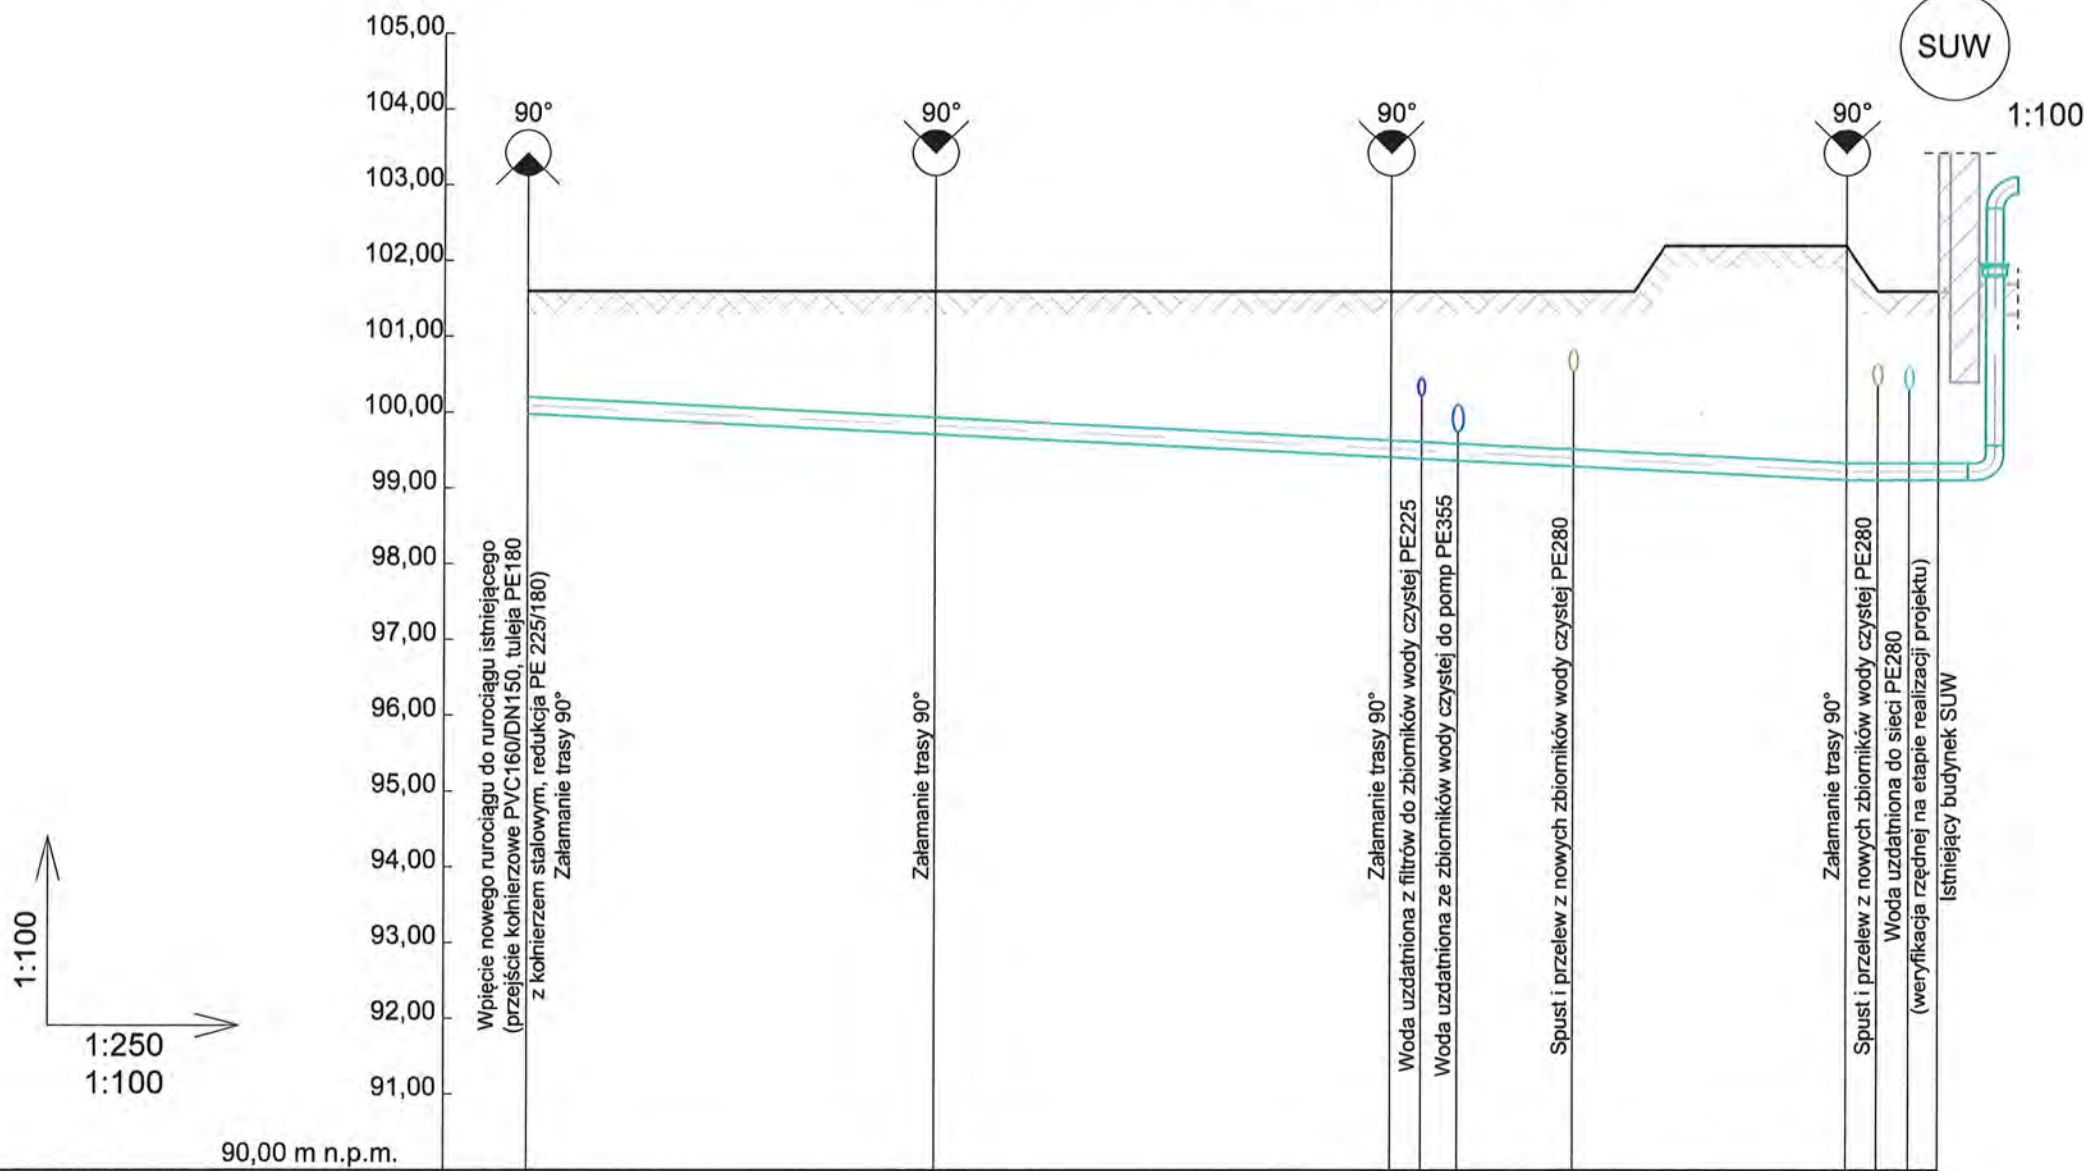 105,00
104,00
103,00
102,00
101,00
100,00
99,00
98,00
97,00
96,00
95,00
94,00
93,00
92,00
91,00
90,00 m n.p.m.
1:100
1:250
1:100
90°
90°
90°
90°
SUW
1:100
Wpięcie nowego rurociągu do rurociągu istniejącego
(przejście kołnierzowe PVC160/DN150, tuleja PE180
z kołnierzem stalowym, redukcja PE 225/180)
Załamanie trasy 90°
Załamanie trasy 90°
Załamanie trasy 90°
Woda uzdatniona z filtrów do zbiorników wody czystej PE225
Woda uzdatniona ze zbiorników wody czystej do pomp PE355
Spust i przelew z nowych zbiorników wody czystej PE280
Załamanie trasy 90°
Spust i przelew z nowych zbiorników wody czystej PE280
Woda uzdatniona do sieci PE280
(weryfikacja rzędnej na etapie realizacji projektu)
Istniejący budynek SUW